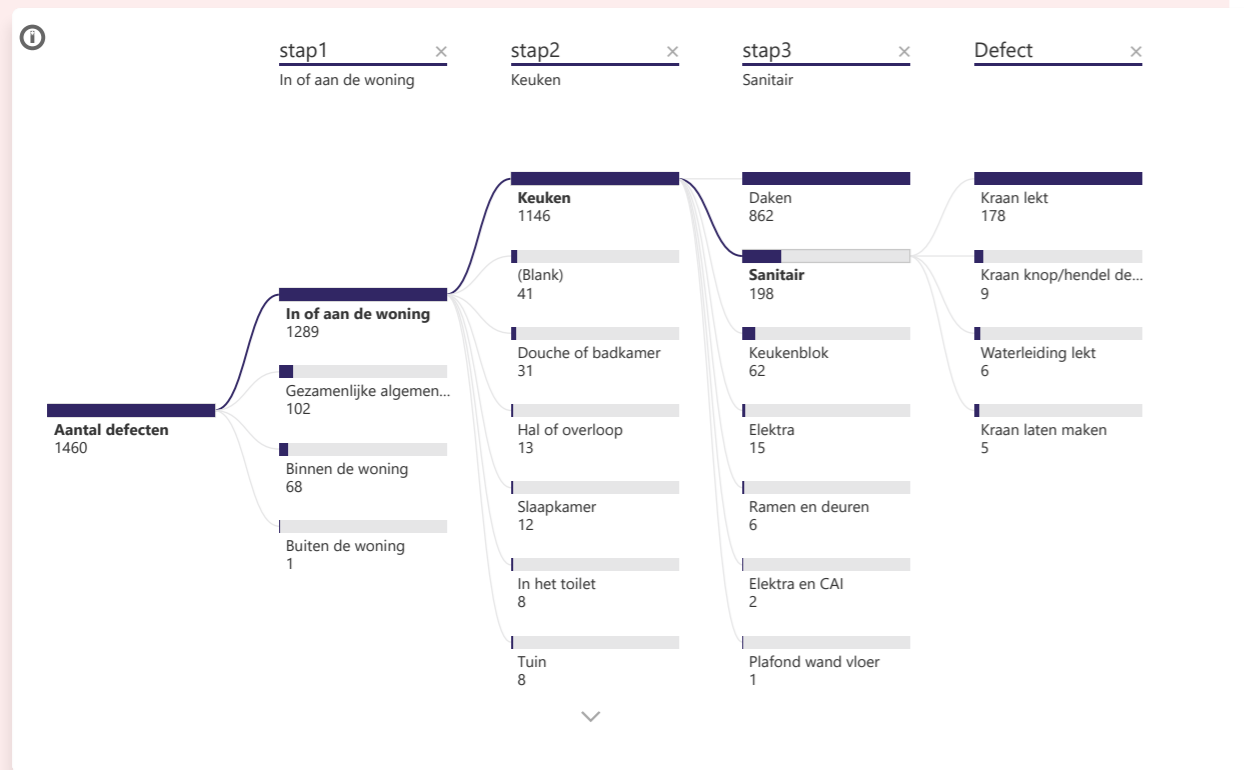 stap1
In of aan de woning
stap2
Keuken
stap3
Sanitair
Defect
Aantal defecten
1460
In of aan de woning
1289
Gezamenlijke algemen...
102
Binnen de woning
68
Buiten de woning
1
Keuken
1146
(Blank)
41
Douche of badkamer
31
Hal of overloop
13
Slaapkamer
12
In het toilet
8
Tuin
8
Daken
862
Sanitair
198
Keukenblok
62
Elektra
15
Ramen en deuren
6
Elektra en CAI
2
Plafond wand vloer
1
Kraan lekt
178
Kraan knop/hendel de...
9
Waterleiding lekt
6
Kraan laten maken
5